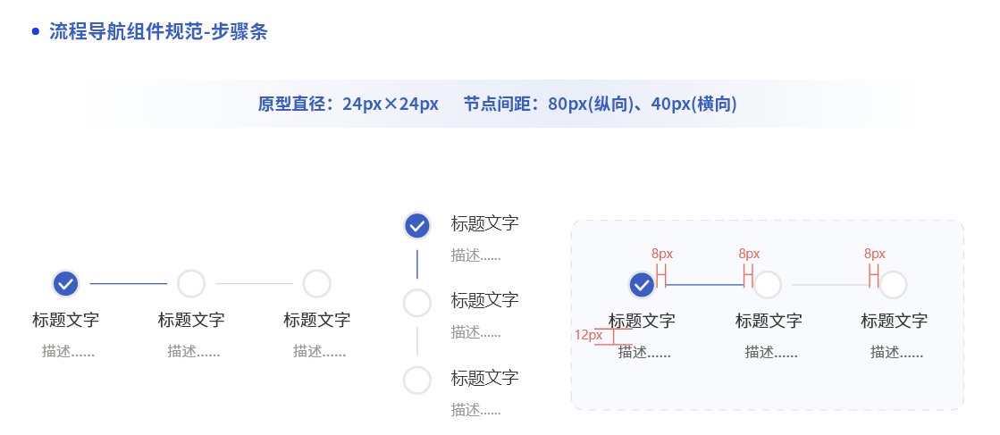 流程导航组件规范-步骤条
原型直径：24px×24px 节点间距：80px(纵向)、40px(横向)
标题文字 标题文字 标题文字
描述...... 描述...... 描述......
标题文字
描述......
标题文字
描述......
标题文字
描述......
8px 8px 8px
标题文字 标题文字 标题文字
12px
描述...... 描述...... 描述......